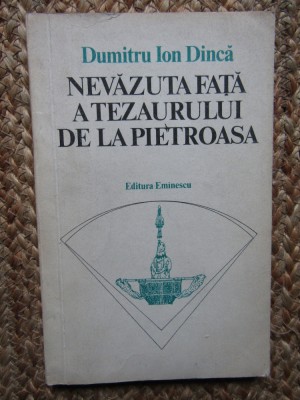 Dumitru Ion Dincă
NEVĂZUTA FAȚĂ
A TEZAURULUI
DE LA PIETROASA
Editura Eminescu